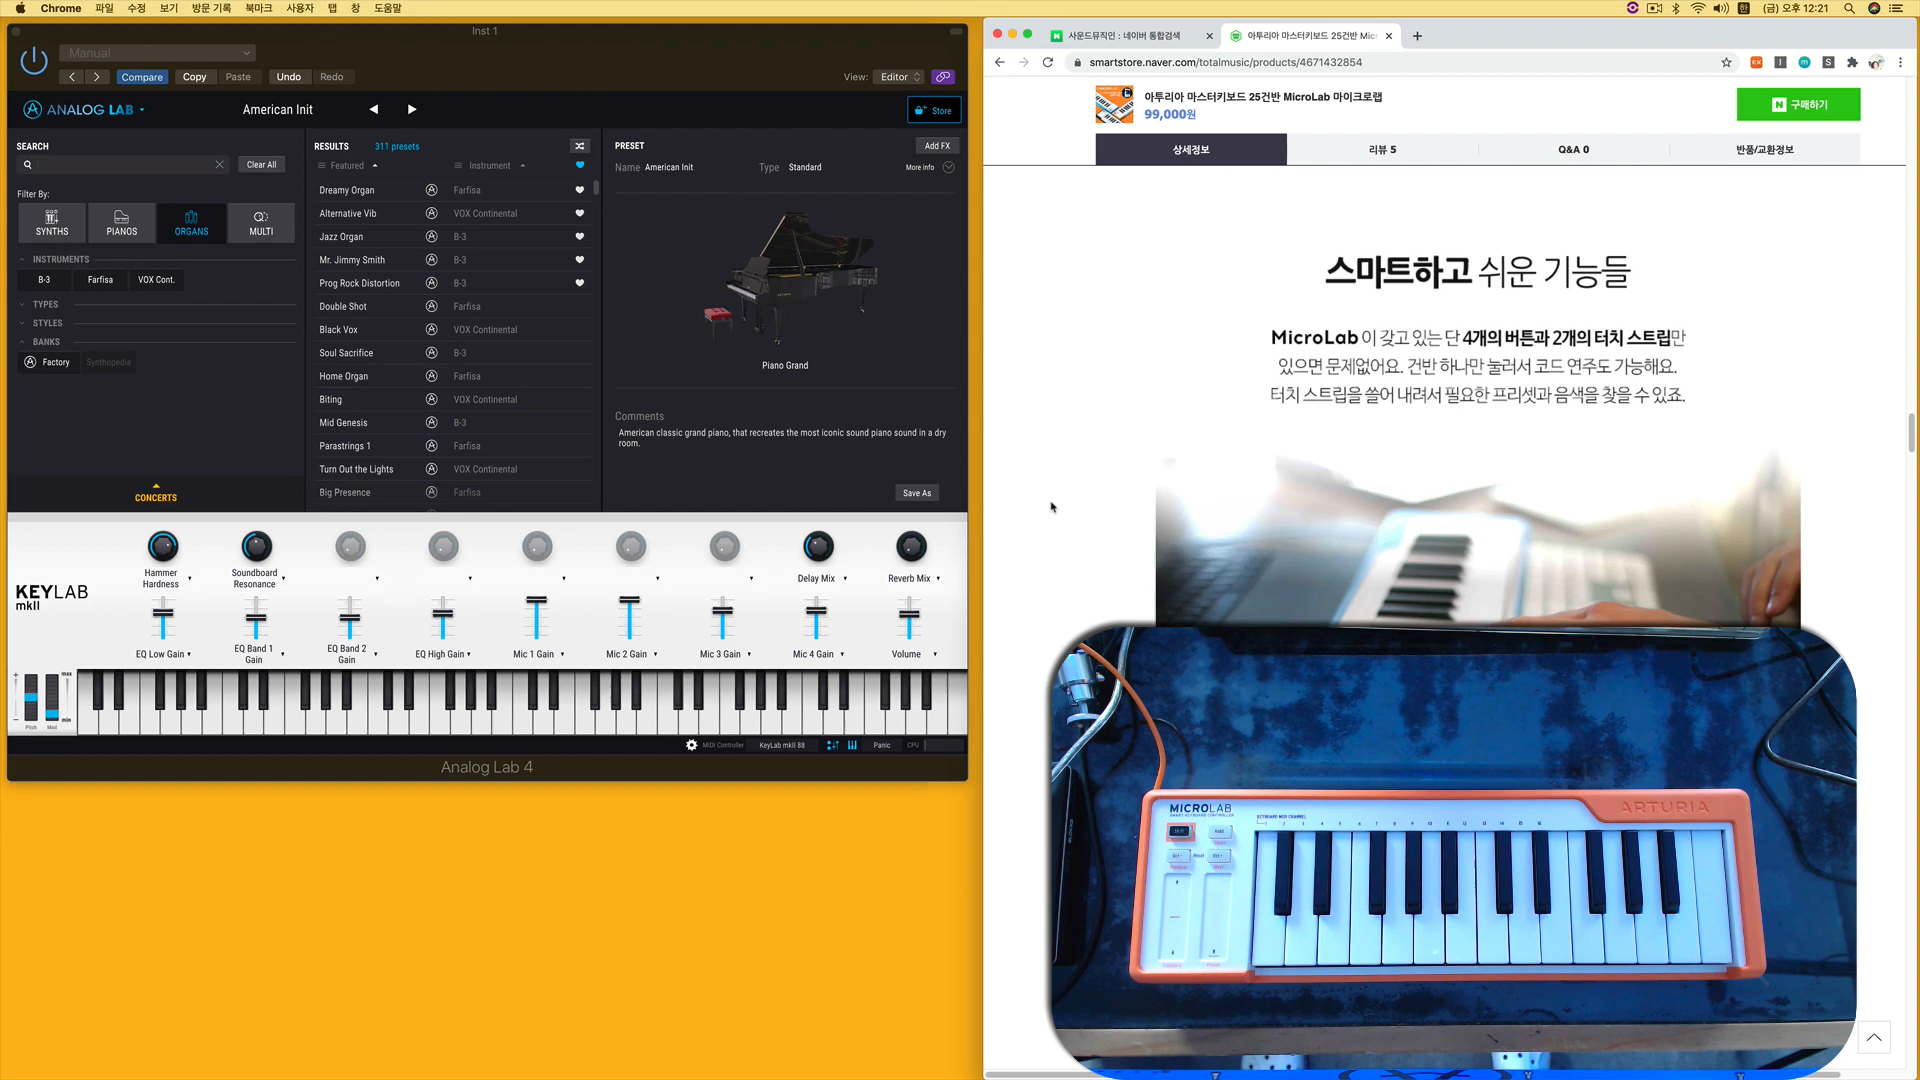 Chrome 파일 수정 보기 방문 기록 북마크 사용자 탭 창 도움말
한 (금) 오후 12:21
Inst 1
Manual
Compare Copy Paste Undo Redo
View: Editor
ANALOG LAB
American Init
Store
SEARCH
Clear All
Filter By:
SYNTHS PIANOS ORGANS MULTI
INSTRUMENTS
B-3 Farfisa VOX Cont.
TYPES
STYLES
BANKS
Factory Synthopedia
CONCERTS
RESULTS 311 presets
Featured Instrument
Dreamy Organ Farfisa
Alternative Vib VOX Continental
Jazz Organ B-3
Mr. Jimmy Smith B-3
Prog Rock Distortion B-3
Double Shot Farfisa
Black Vox VOX Continental
Soul Sacrifice B-3
Home Organ Farfisa
Biting VOX Continental
Mid Genesis B-3
Parastrings 1 Farfisa
Turn Out the Lights VOX Continental
Big Presence Farfisa
PRESET
Add FX
Name American Init Type Standard More Info
Piano Grand
Comments
American classic grand piano, that recreates the most iconic sound piano sound in a dry
room.
Save As
KEYLAB
mkII
Hammer
Hardness
Soundboard
Resonance
Delay Mix
Reverb Mix
EQ Low Gain
EQ Band 1
Gain
EQ Band 2
Gain
EQ High Gain
Mic 1 Gain
Mic 2 Gain
Mic 3 Gain
Mic 4 Gain
Volume
max
min
Pitch Mod
MIDI Controller KeyLab mkII 88 Panic CPU
Analog Lab 4
사운드뮤직인 : 네이버 통합검색
아투리아 마스터키보드 25건반 Micr
smartstore.naver.com/totalmusic/products/4671432854
아투리아 마스터키보드 25건반 MicroLab 마이크로랩
99,000원
N 구매하기
상세정보 리뷰 5 Q&A 0 반품/교환정보
스마트하고 쉬운 기능들
MicroLab 이 갖고 있는 단 4개의 버튼과 2개의 터치 스트립만
있으면 문제없어요. 건반 하나만 눌러서 코드 연주도 가능해요.
터치 스트립을 쓸어 내려서 필요한 프리셋과 음색을 찾을 수 있죠.
MICROLAB
SMART KEYBOARD CONTROLLER
KEYBOARD MIDI CHANNEL
ARTURIA
Shift Hold
Oct - Reset Oct +